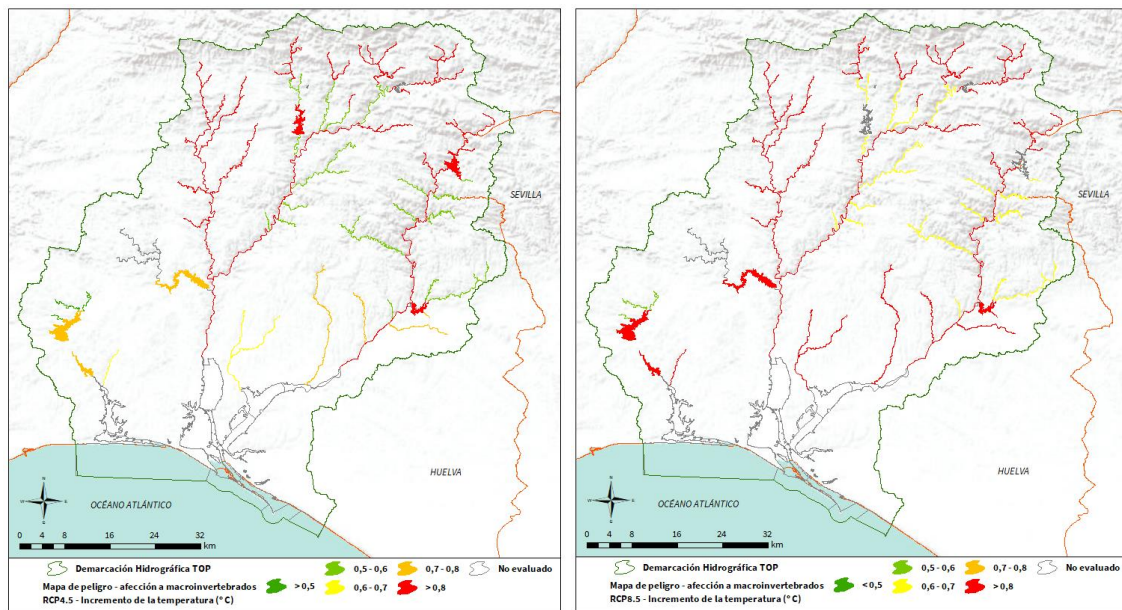 SEVILLA
HUELVA
OCÉANO ATLÁNTICO
N
W E
S
0 4 8 16 24 32
km
Demarcación Hidrográfica TOP
Mapa de peligro - afección a macroinvertebrados
RCP4.5 - Incremento de la temperatura (º C)
> 0,5
0,5 - 0,6
0,6 - 0,7
0,7 - 0,8
> 0,8
No evaluado
SEVILLA
HUELVA
OCÉANO ATLÁNTICO
N
W E
S
0 4 8 16 24 32
km
Demarcación Hidrográfica TOP
Mapa de peligro - afección a macroinvertebrados
RCP8.5 - Incremento de la temperatura (º C)
< 0,5
0,5 - 0,6
0,6 - 0,7
0,7 - 0,8
> 0,8
No evaluado